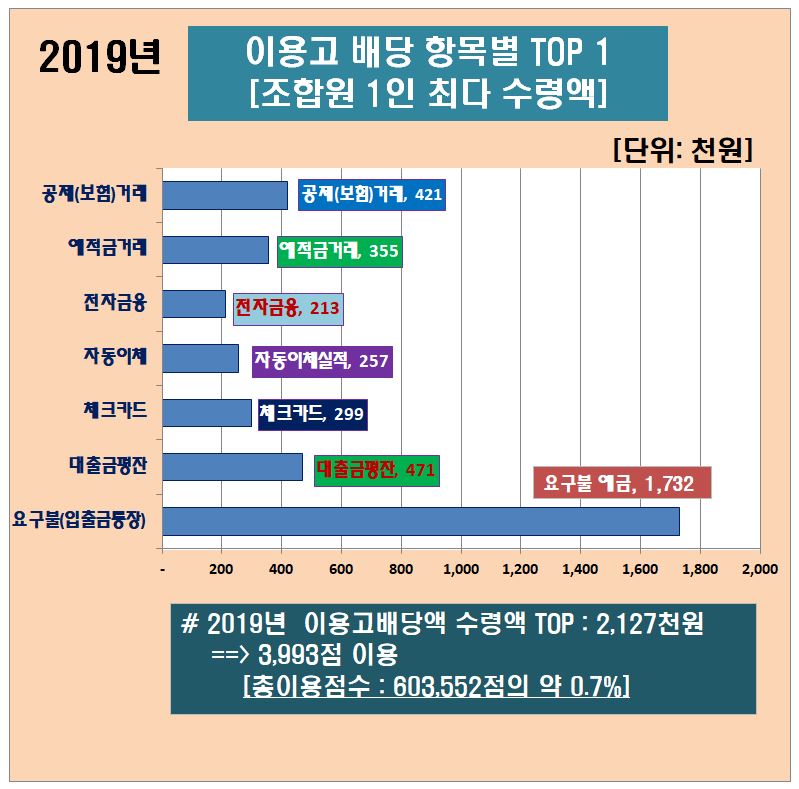 2019년
이용고 배당 항목별 TOP 1
[조합원 1인 최다 수령액]
[단위: 천원]
공제(보험)거래
공제(보험)거래, 421
예적금거래
예적금거래, 355
전자금융
전자금융, 213
자동이체
자동이체실적, 257
체크카드
체크카드, 299
대출금평잔
대출금평잔, 471
요구불 예금, 1,732
요구불(입출금통장)
- 200 400 600 800 1,000 1,200 1,400 1,600 1,800 2,000
# 2019년 이용고배당액 수령액 TOP : 2,127천원
==> 3,993점 이용
[총이용점수 : 603,552점의 약 0.7%]